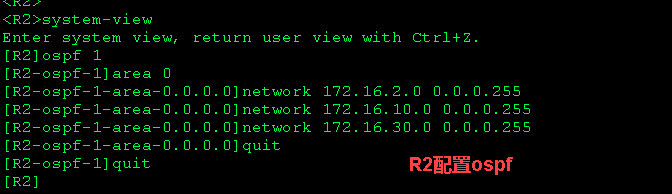 <R2>
<R2>system-view
Enter system view, return user view with Ctrl+Z.
[R2]ospf 1
[R2-ospf-1]area 0
[R2-ospf-1-area-0.0.0.0]network 172.16.2.0 0.0.0.255
[R2-ospf-1-area-0.0.0.0]network 172.16.10.0 0.0.0.255
[R2-ospf-1-area-0.0.0.0]network 172.16.30.0 0.0.0.255
[R2-ospf-1-area-0.0.0.0]quit
[R2-ospf-1]quit
R2配置ospf
[R2]